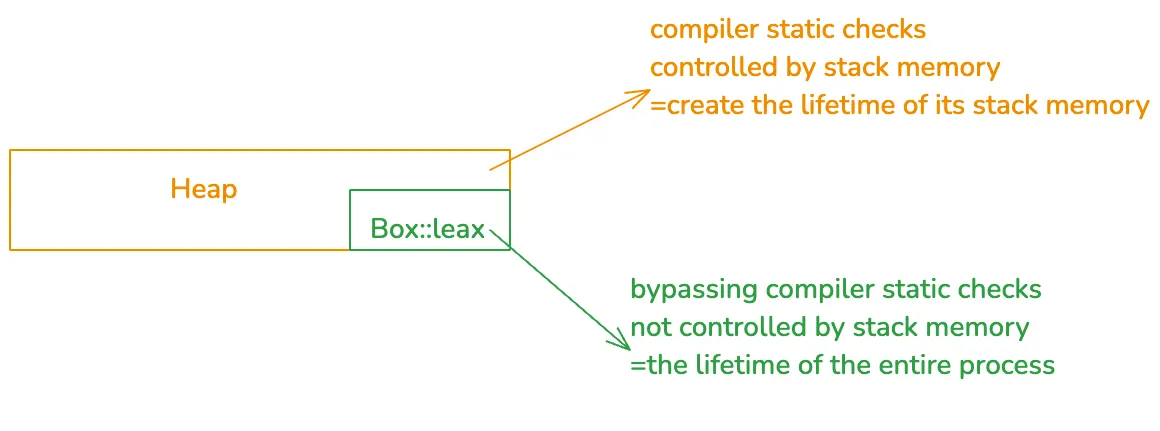 compiler static checks
controlled by stack memory
=create the lifetime of its stack memory
Heap
Box::leax
bypassing compiler static checks
not controlled by stack memory
=the lifetime of the entire process